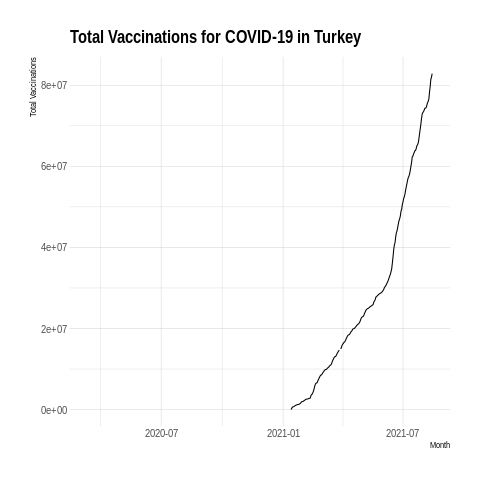 Total Vaccinations for COVID-19 in Turkey
Total Vaccinations
8e+07
6e+07
4e+07
2e+07
0e+00
2020-07 2021-01 2021-07
Month